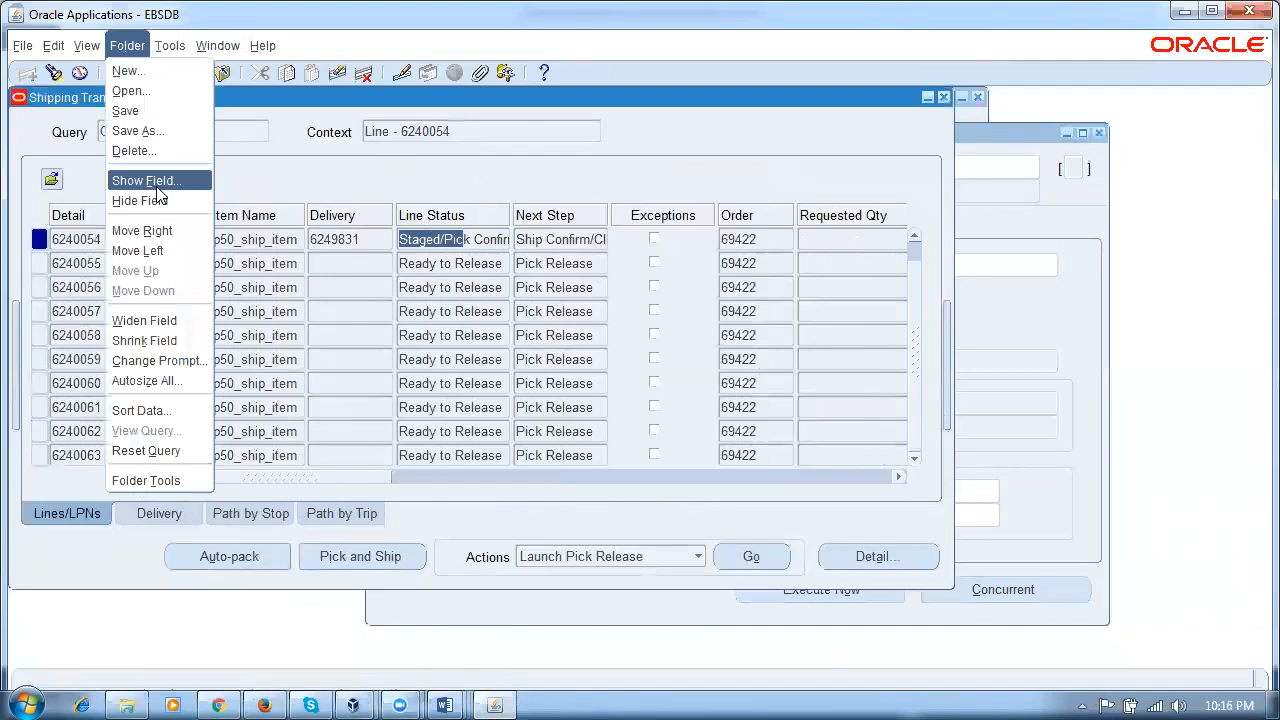 Oracle Applications - EBSDB
File Edit View Folder Tools Window Help
ORACLE
New...
Open...
Save
Save As...
Delete...
Show Field...
Hide Field
Move Right
Move Left
Move Up
Move Down
Widen Field
Shrink Field
Change Prompt...
Autosize All...
Sort Data...
View Query...
Reset Query
Folder Tools
Shipping Tran
Query Context Line - 6240054
[ ]
Detail tem Name Delivery Line Status Next Step Exceptions Order Requested Qty
6240054 p50_ship_item 6249831 Staged/Pick Confirm Ship Confirm/Cl 69422
6240055 p50_ship_item Ready to Release Pick Release 69422
6240056 p50_ship_item Ready to Release Pick Release 69422
6240057 p50_ship_item Ready to Release Pick Release 69422
6240058 p50_ship_item Ready to Release Pick Release 69422
6240059 p50_ship_item Ready to Release Pick Release 69422
6240060 p50_ship_item Ready to Release Pick Release 69422
6240061 p50_ship_item Ready to Release Pick Release 69422
6240062 p50_ship_item Ready to Release Pick Release 69422
6240063 p50_ship_item Ready to Release Pick Release 69422
Lines/LPNs Delivery Path by Stop Path by Trip
Auto-pack Pick and Ship Actions Launch Pick Release Go Detail...
Execute Now Concurrent
10:16 PM